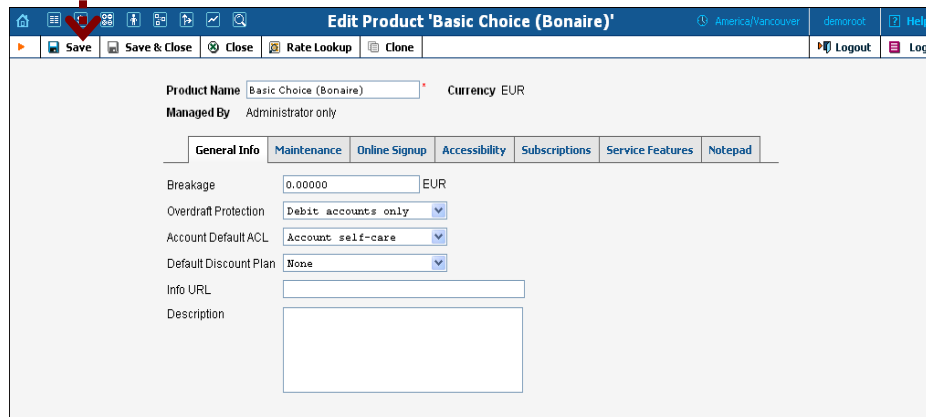 Edit Product 'Basic Choice (Bonaire)' America/Vancouver demoroot Help
Save Save & Close Close Rate Lookup Clone Logout Log
Product Name Basic Choice (Bonaire) * Currency EUR
Managed By Administrator only
General Info Maintenance Online Signup Accessibility Subscriptions Service Features Notepad
Breakage 0.00000 EUR
Overdraft Protection Debit accounts only
Account Default ACL Account self-care
Default Discount Plan None
Info URL
Description